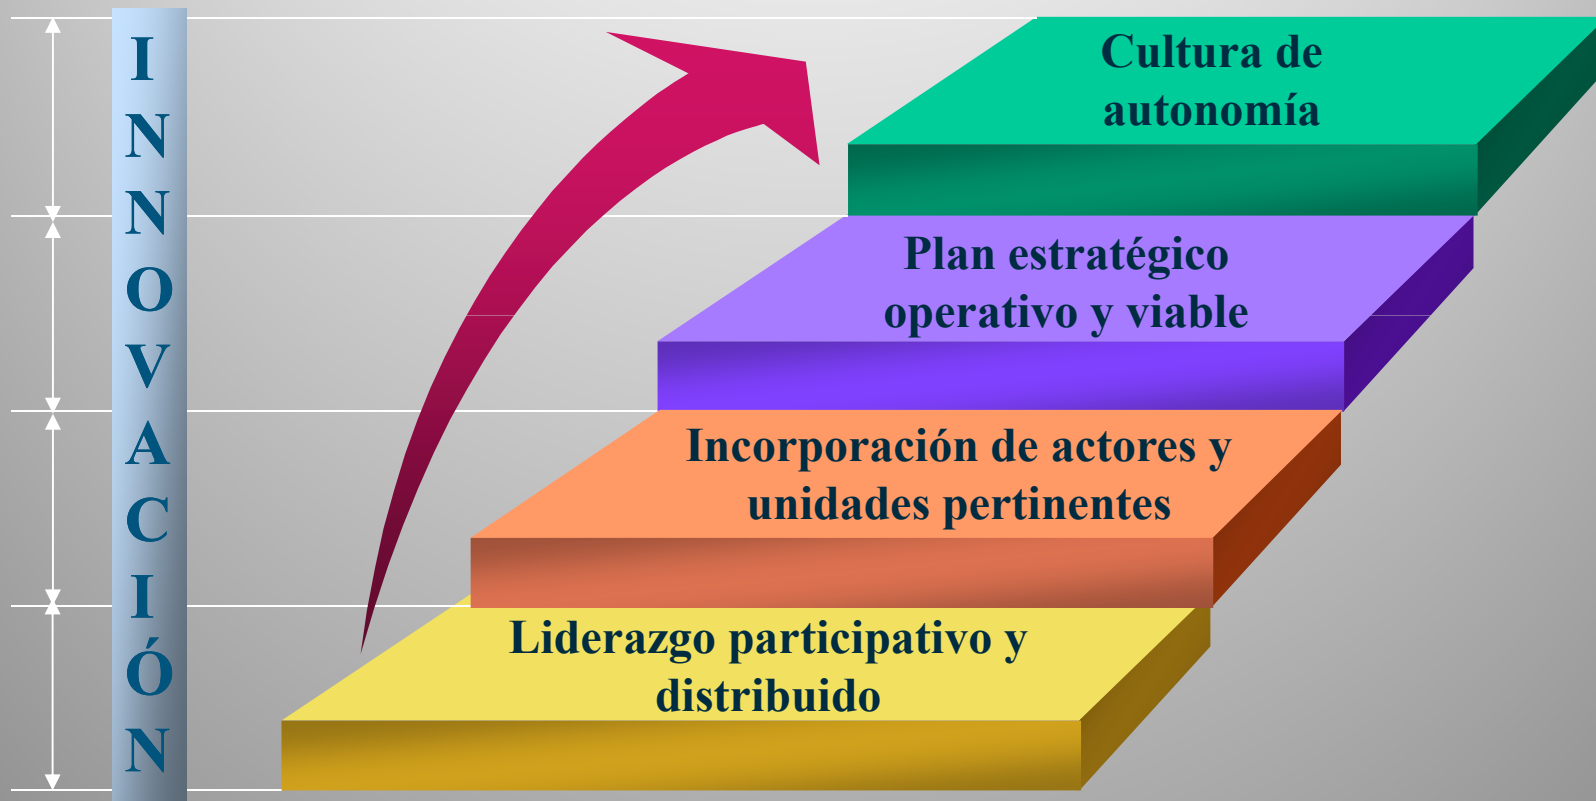 INNOVACIÓN
Cultura de
autonomía
Plan estratégico
operativo y viable
Incorporación de actores y
unidades pertinentes
Liderazgo participativo y
distribuido